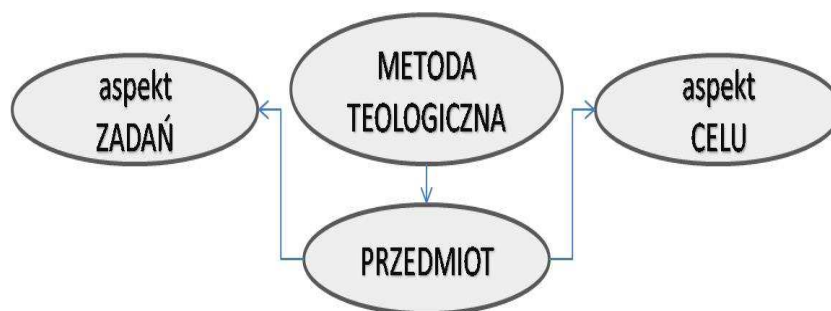 aspekt
ZADAŃ
METODA
TEOLOGICZNA
aspekt
CELU
PRZEDMIOT